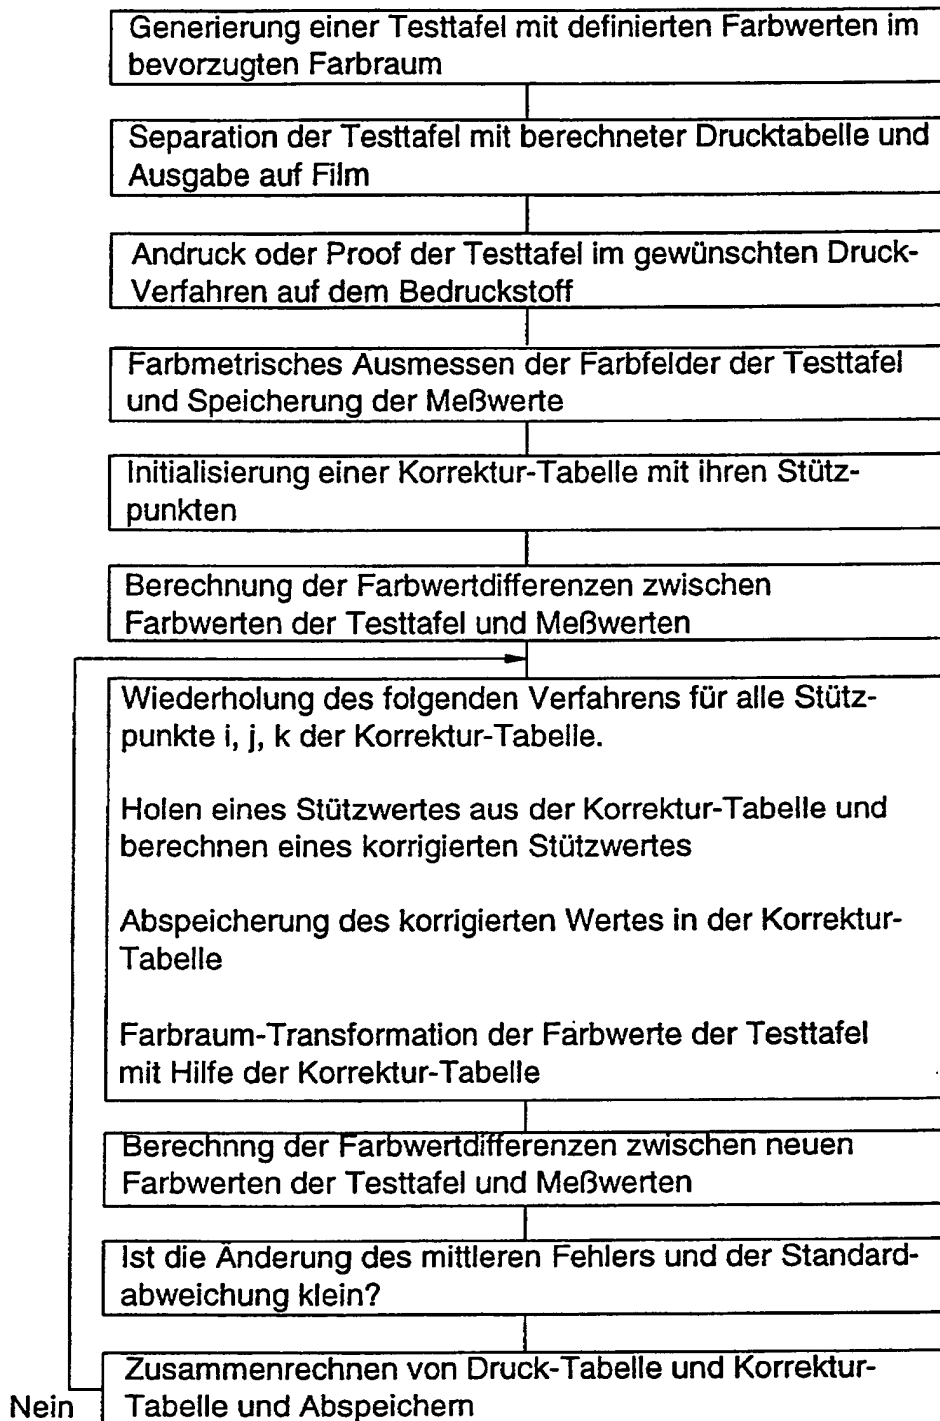 Generierung einer Testtafel mit definierten Farbwerten im
bevorzugten Farbraum
Separation der Testtafel mit berechneter Drucktabelle und
Ausgabe auf Film
Andruck oder Proof der Testtafel im gewünschten Druck-
Verfahren auf dem Bedruckstoff
Farbmetrisches Ausmessen der Farbfelder der Testtafel
und Speicherung der Meßwerte
Initialisierung einer Korrektur-Tabelle mit ihren Stütz-
punkten
Berechnung der Farbwertdifferenzen zwischen
Farbwerten der Testtafel und Meßwerten
Wiederholung des folgenden Verfahrens für alle Stütz-
punkte i, j, k der Korrektur-Tabelle.
Holen eines Stützwertes aus der Korrektur-Tabelle und
berechnen eines korrigierten Stützwertes
Abspeicherung des korrigierten Wertes in der Korrektur-
Tabelle
Farbraum-Transformation der Farbwerte der Testtafel
mit Hilfe der Korrektur-Tabelle
Berechnng der Farbwertdifferenzen zwischen neuen
Farbwerten der Testtafel und Meßwerten
Ist die Änderung des mittleren Fehlers und der Standard-
abweichung klein?
Zusammenrechnen von Druck-Tabelle und Korrektur-
Nein Tabelle und Abspeichern